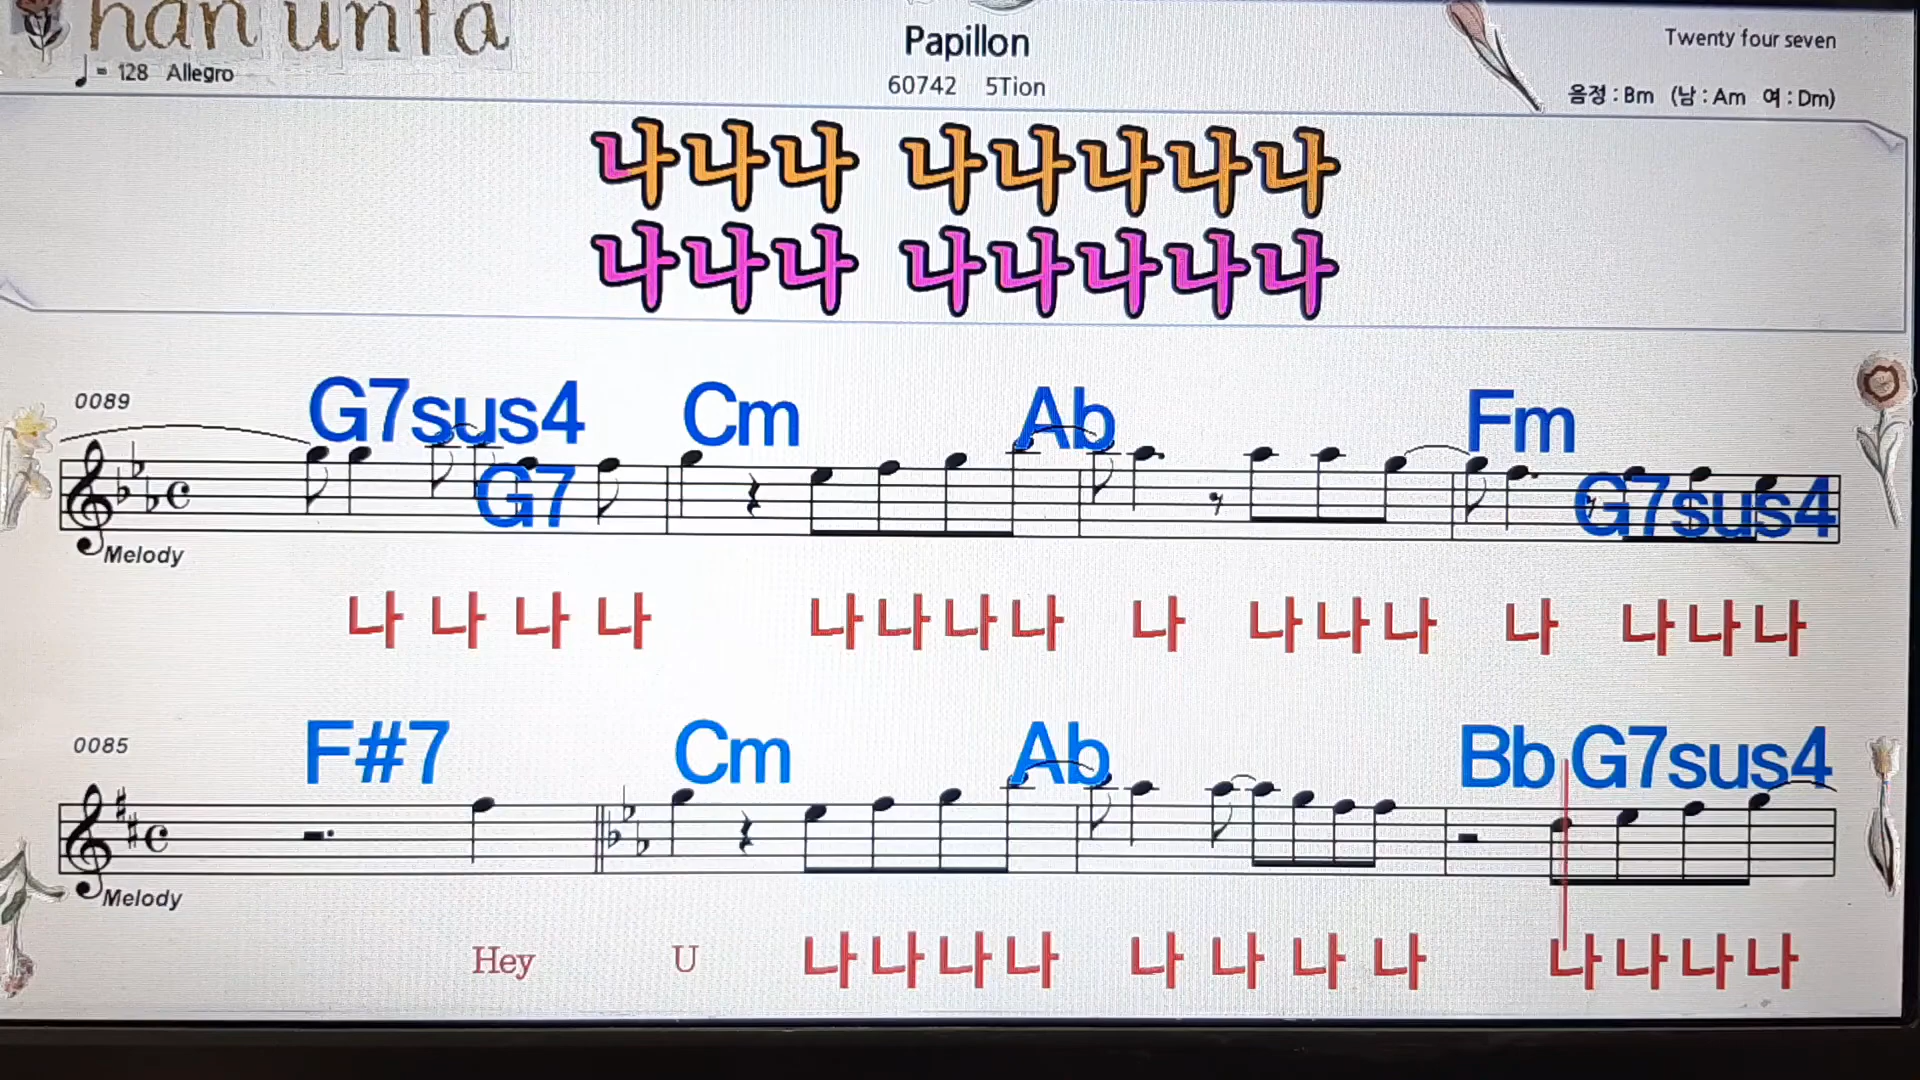 han unfa
Papillon
Twenty four seven
♩ = 128 Allegro
60742 5Tion
음정 : Bm (남 : Am 여 : Dm)
나나나 나나나나나
나나나 나나나나나
0089
G7sus4 Cm Ab Fm
G7 G7sus4
Melody
나 나 나 나 나 나 나 나 나 나 나 나 나 나 나 나
0085
F#7 Cm Ab Bb G7sus4
Melody
Hey U 나 나 나 나 나 나 나 나 나 나 나 나